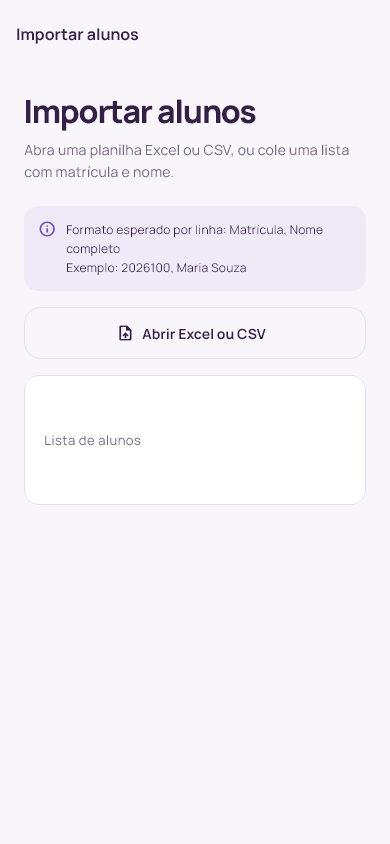 Importar alunos
Importar alunos
Abra uma planilha Excel ou CSV, ou cole uma lista
com matrícula e nome.
Formato esperado por linha: Matrícula, Nome
completo
Exemplo: 2026100, Maria Souza
Abrir Excel ou CSV
Lista de alunos